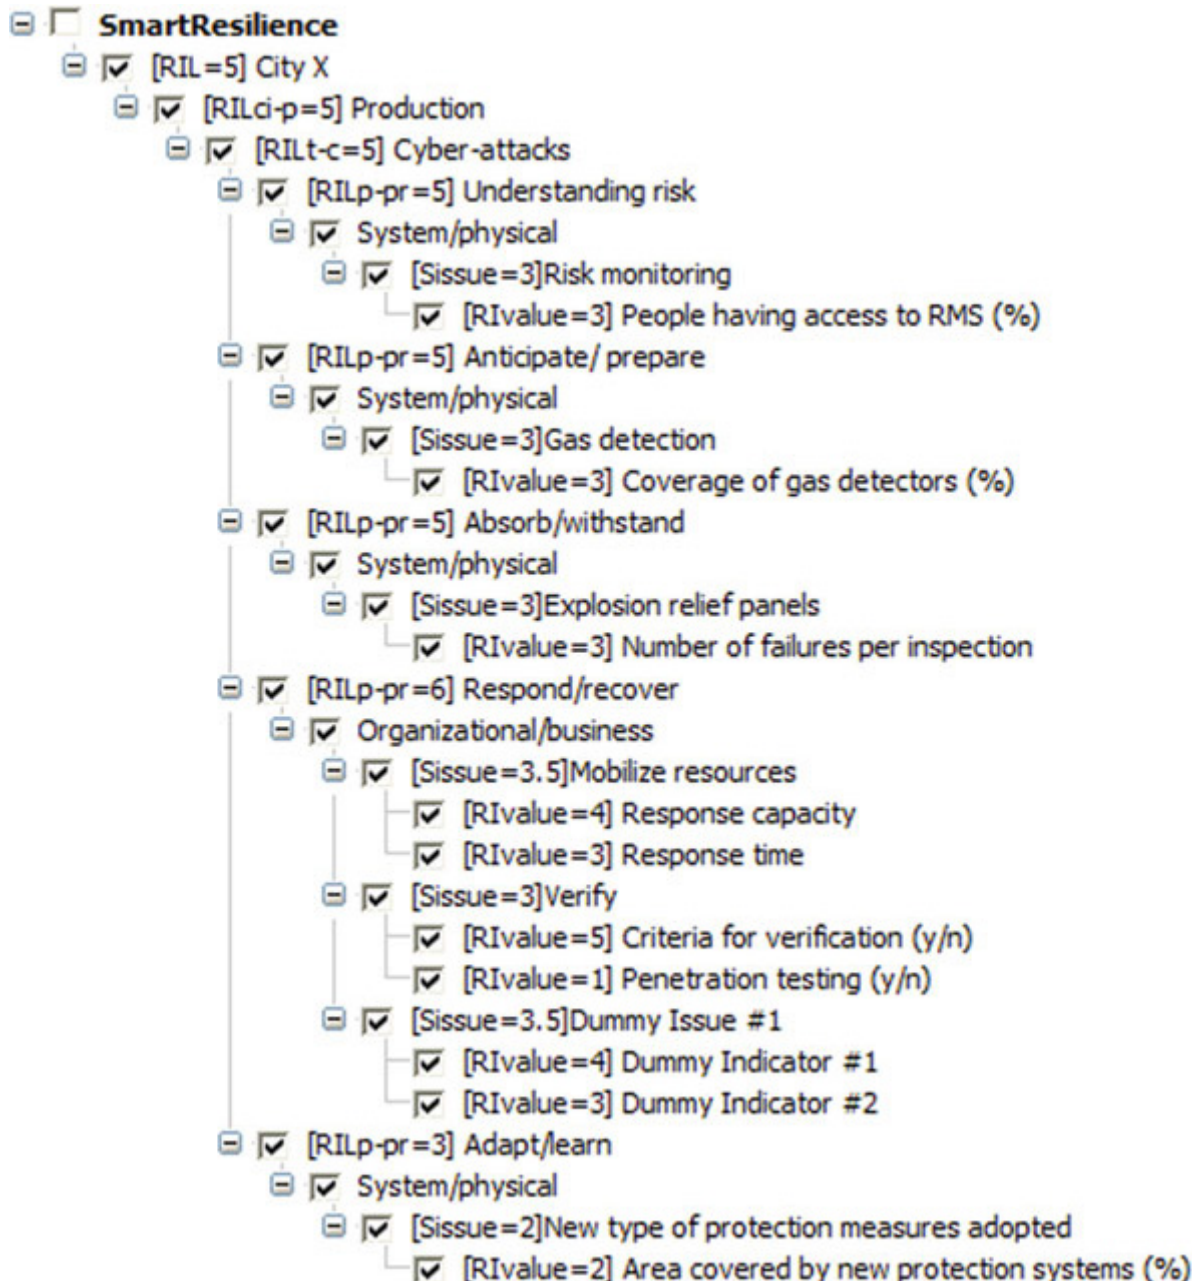 SmartResilience
[RIL=5] City X
[RILci-p=5] Production
[RILt-c=5] Cyber-attacks
[RILp-pr=5] Understanding risk
System/physical
[Sissue=3]Risk monitoring
[RIvalue=3] People having access to RMS (%)
[RILp-pr=5] Anticipate/ prepare
System/physical
[Sissue=3]Gas detection
[RIvalue=3] Coverage of gas detectors (%)
[RILp-pr=5] Absorb/withstand
System/physical
[Sissue=3]Explosion relief panels
[RIvalue=3] Number of failures per inspection
[RILp-pr=6] Respond/recover
Organizational/business
[Sissue=3.5]Mobilize resources
[RIvalue=4] Response capacity
[RIvalue=3] Response time
[Sissue=3]Verify
[RIvalue=5] Criteria for verification (y/n)
[RIvalue=1] Penetration testing (y/n)
[Sissue=3.5]Dummy Issue #1
[RIvalue=4] Dummy Indicator #1
[RIvalue=3] Dummy Indicator #2
[RILp-pr=3] Adapt/learn
System/physical
[Sissue=2]New type of protection measures adopted
[RIvalue=2] Area covered by new protection systems (%)